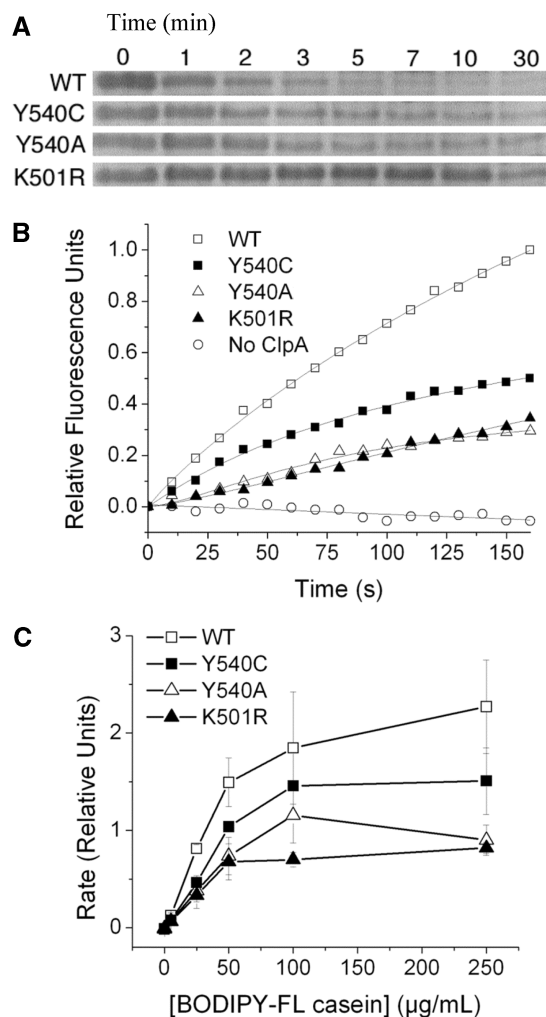 A
Time (min)
0 1 2 3 5 7 10 30
WT
Y540C
Y540A
K501R
B
WT
Y540C
Y540A
K501R
No ClpA
1.0
0.8
0.6
0.4
0.2
0.0
Relative Fluorescence Units
0 25 50 75 100 125 150
Time (s)
C
WT
Y540C
Y540A
K501R
3
2
1
0
Rate (Relative Units)
0 50 100 150 200 250
[BODIPY-FL casein] (μg/mL)